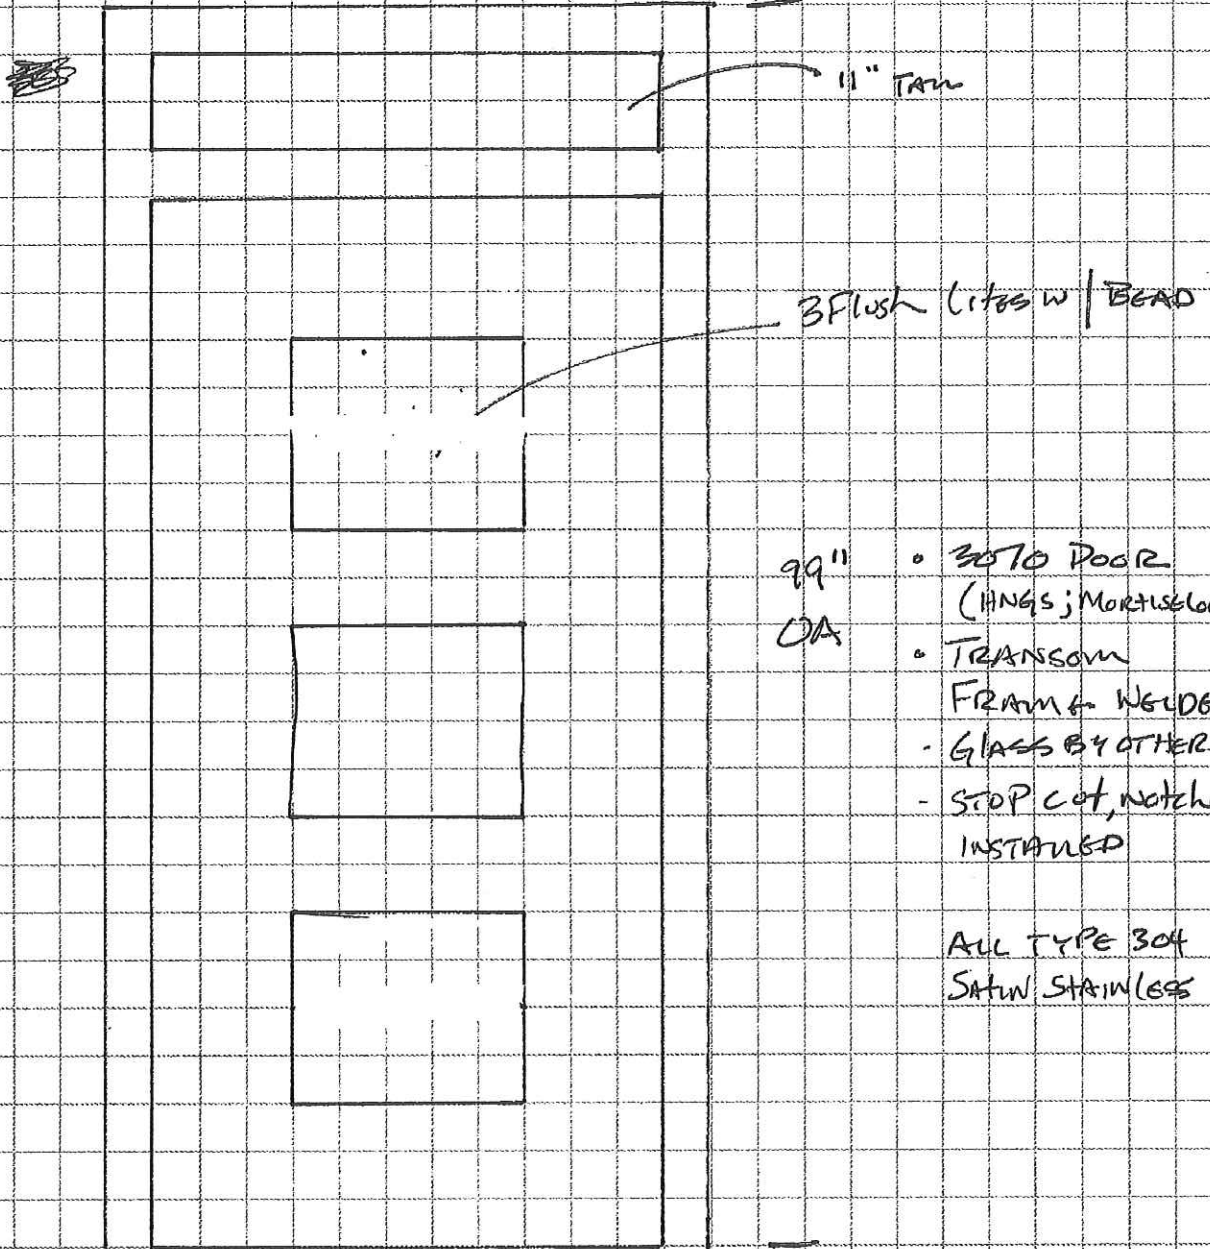 11" TALL
3 Flush Lites w/ BEAD
99"
OA
• 3070 DOOR
(HNGS; MORTISE LO
• TRANSOM
FRAME WELDE
- GLASS BY OTHER
- STOP CUT, NOTCH
INSTALLED
ALL TYPE 304
SATIN STAINLESS